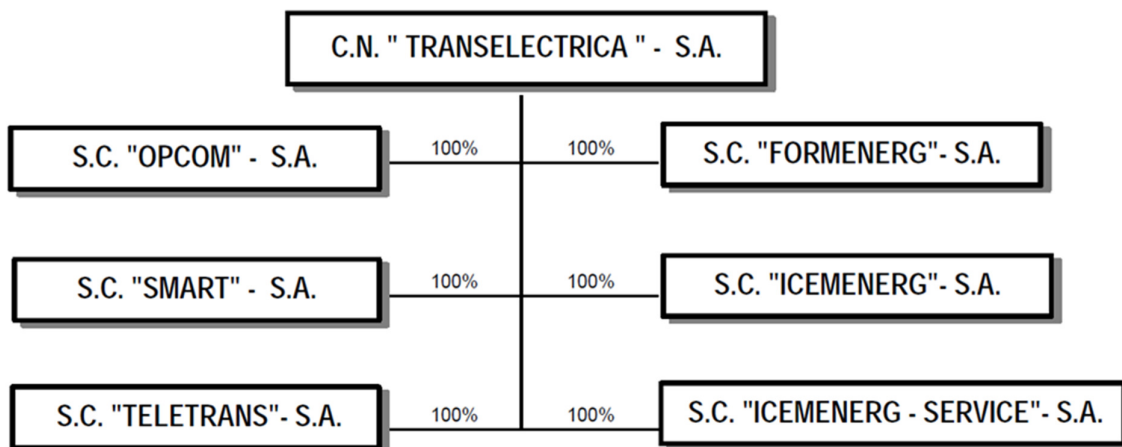 C.N. " TRANSELECTRICA " - S.A.
S.C. "OPCOM" - S.A.
100%
100%
S.C. "FORMENERG"- S.A.
S.C. "SMART" - S.A.
100%
100%
S.C. "ICEMENERG"- S.A.
S.C. "TELETRANS"- S.A.
100%
100%
S.C. "ICEMENERG - SERVICE"- S.A.